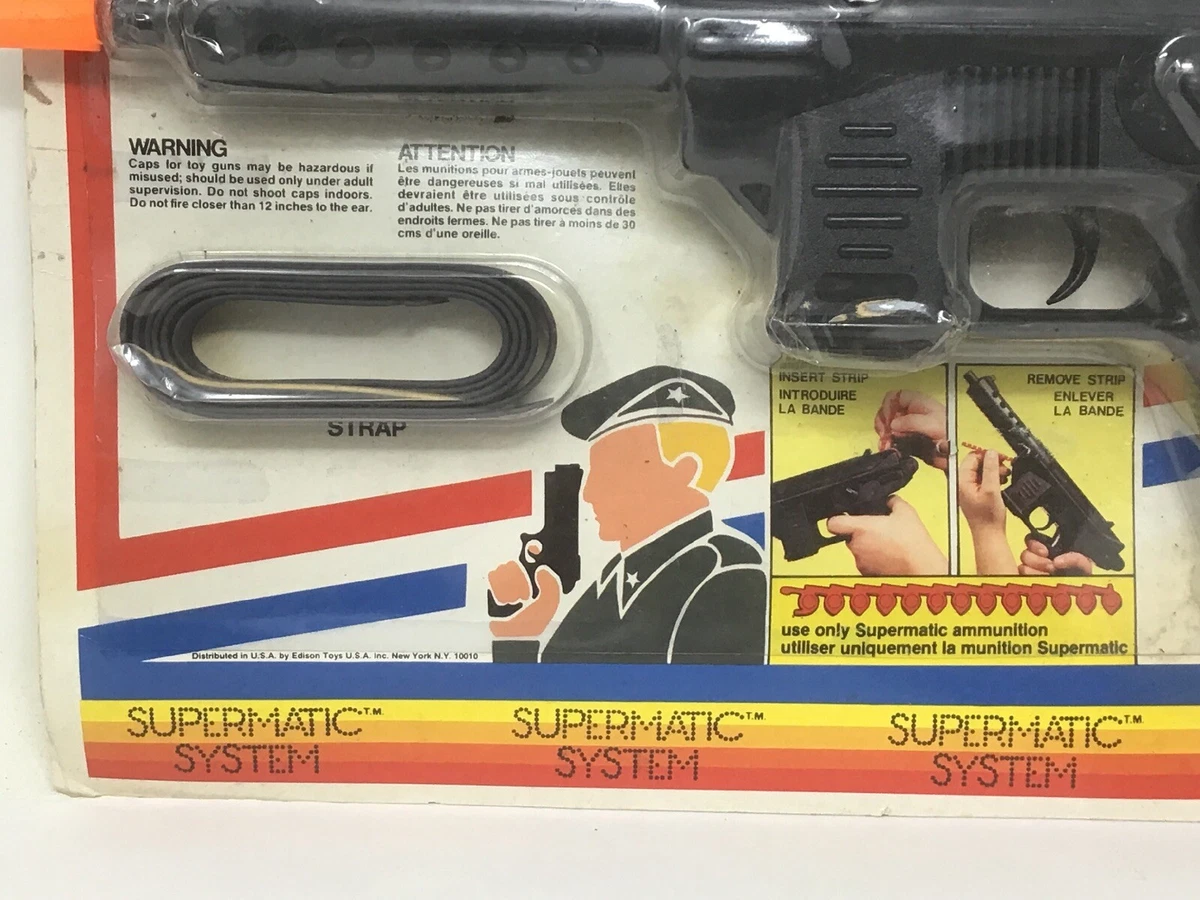 WARNING
Caps for toy guns may be hazardous if
misused; should be used only under adult
supervision. Do not shoot caps indoors.
Do not fire closer than 12 inches to the ear.
ATTENTION
Les munitions pour armes-jouets peuvent
être dangereuses si mal utilisées. Elles
devraient être utilisées sous contrôle
d'adultes. Ne pas tirer d'amorces dans des
endroits fermes. Ne pas tirer à moins de 30
cms d'une oreille.
STRAP
INSERT STRIP
INTRODUIRE
LA BANDE
REMOVE STRIP
ENLEVER
LA BANDE
use only Supermatic ammunition
utiliser uniquement la munition Supermatic
Distributed in U.S.A. by Edison Toys U.S.A. Inc. New York N.Y. 10010
SUPERMATIC T.M.
SYSTEM
SUPERMATIC T.M.
SYSTEM
SUPERMATIC T.M.
SYSTEM